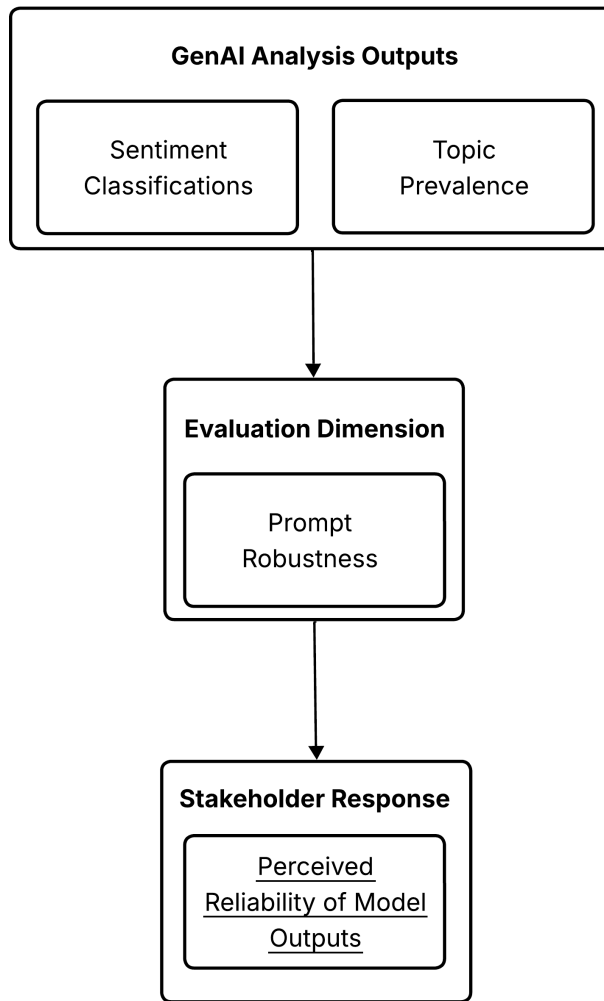 GenAI Analysis Outputs
Sentiment
Classifications
Topic
Prevalence
Evaluation Dimension
Prompt
Robustness
Stakeholder Response
Perceived
Reliability of Model
Outputs